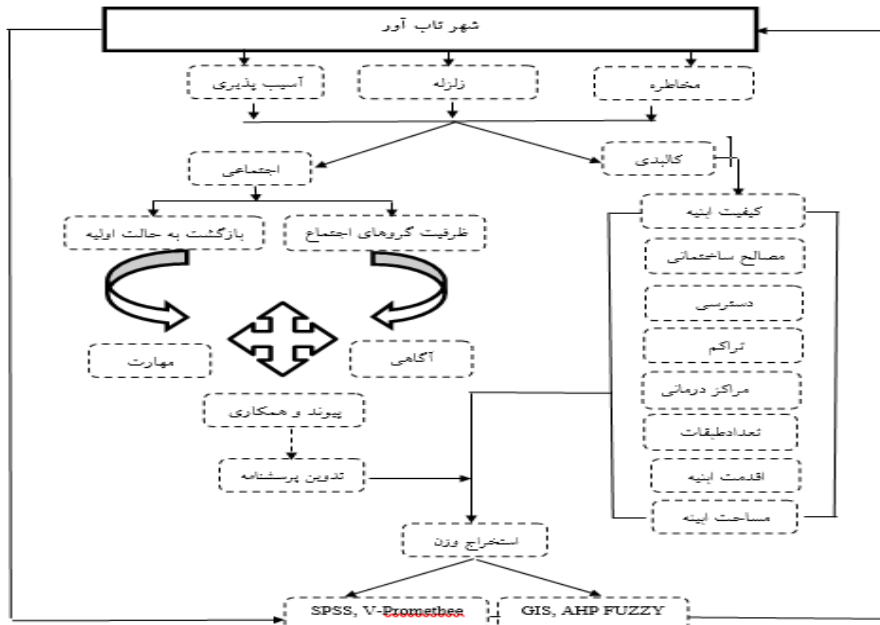 شهر تاب آور
مخاطره
زلزله
آسیب پذیری
کالبدی
اجتماعی
کیفیت ابنیه
ظرفیت گروهای اجتماع
بازگشت به حالت اولیه
مصالح ساختمانی
دسترسی
تراکم
آگاهی
مهارت
مراکز درمانی
پیوند و همکاری
تعدادطبقات
اقدمت ابنیه
تدوین پرسشنامه
مساحت ابینه
استخراج وزن
SPSS, V-Promethee
GIS, AHP FUZZY